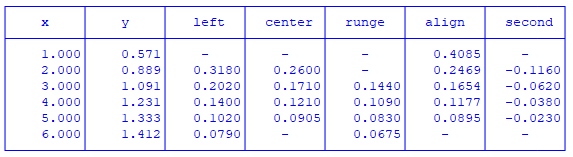 x y left center runge align second
1.000 0.571 - - - 0.4085 -
2.000 0.889 0.3180 0.2600 - 0.2469 -0.1160
3.000 1.091 0.2020 0.1710 0.1440 0.1654 -0.0620
4.000 1.231 0.1400 0.1210 0.1090 0.1177 -0.0380
5.000 1.333 0.1020 0.0905 0.0830 0.0895 -0.0230
6.000 1.412 0.0790 - 0.0675 - -